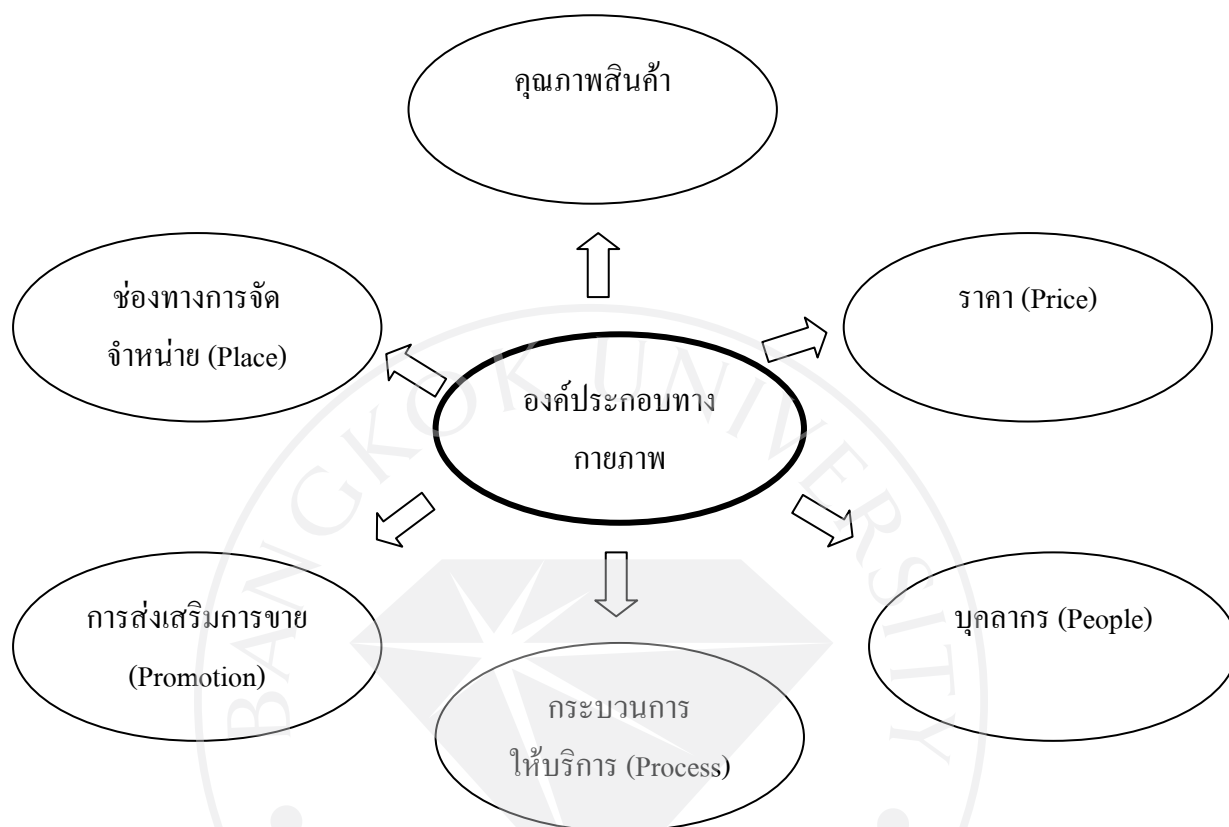 คุณภาพสินค้า
ช่องทางการจัด
จำหน่าย (Place)
ราคา (Price)
องค์ประกอบทาง
กายภาพ
การส่งเสริมการขาย
(Promotion)
บุคลากร (People)
กระบวนการ
ให้บริการ (Process)
BANGKOK UNIVERSITY